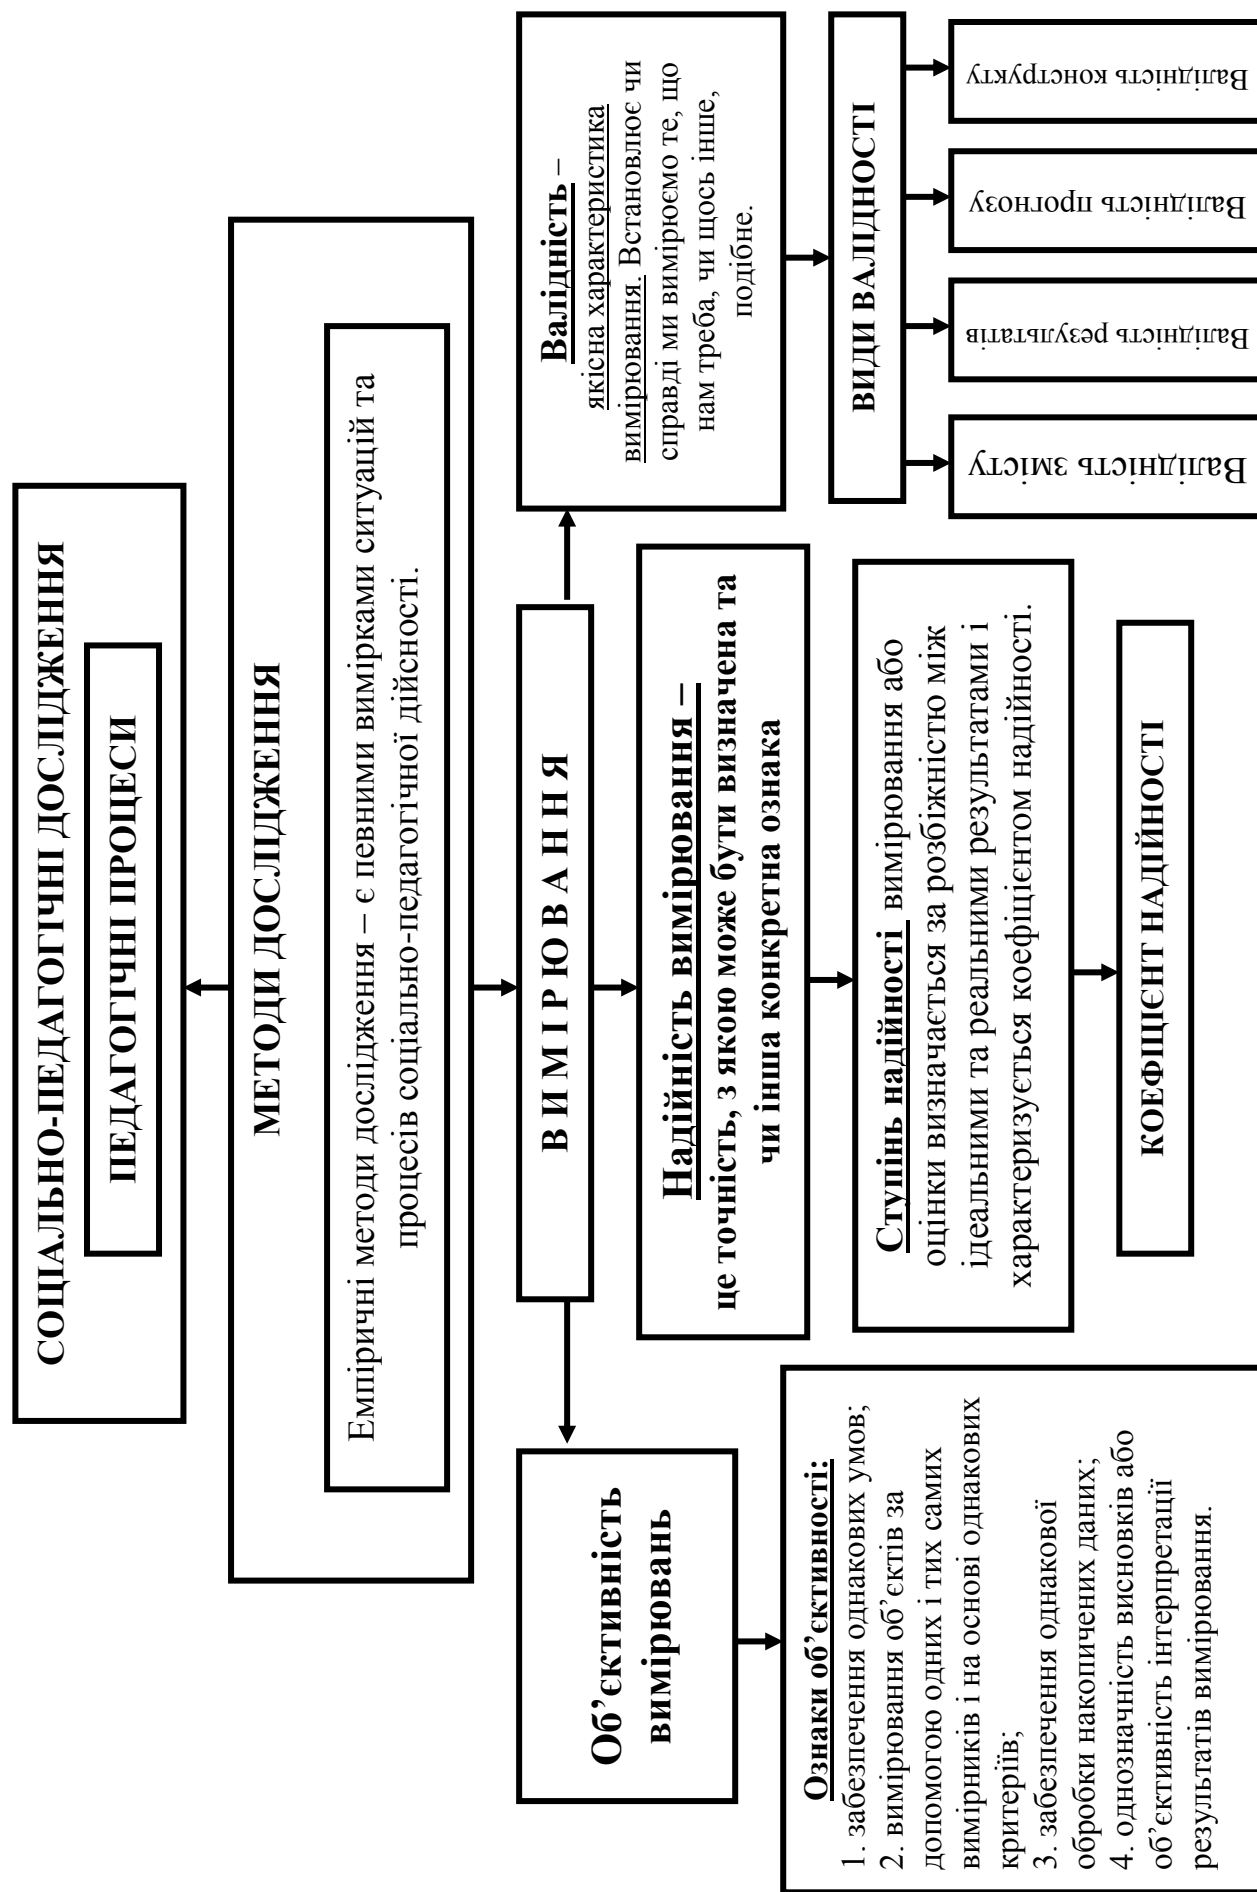 СОЦІАЛЬНО-ПЕДАГОГІЧНІ ДОСЛІДЖЕННЯ
ПЕДАГОГІЧНІ ПРОЦЕСИ
МЕТОДИ ДОСЛІДЖЕННЯ
Емпіричні методи дослідження – є певними вимірками ситуацій та
процесів соціально-педагогічної дійсності.
В И М І Р Ю В А Н Н Я
Об’єктивність
вимірювань
Ознаки об’єктивності:
1. забезпечення однакових умов;
2. вимірювання об’єктів за
допомогою одних і тих самих
вимірників і на основі однакових
критеріїв;
3. забезпечення однакової
обробки накопичених даних;
4. однозначність висновків або
об’єктивність інтерпретації
результатів вимірювання.
Надійність вимірювання –
це точність, з якою може бути визначена та
чи інша конкретна ознака
Ступінь надійності вимірювання або
оцінки визначається за розбіжністю між
ідеальними та реальними результатами і
характеризується коефіцієнтом надійності.
КОЕФІЦІЄНТ НАДІЙНОСТІ
Валідність –
якісна характеристика
вимірювання. Встановлює чи
справді ми вимірюємо те, що
нам треба, чи щось інше,
подібне.
ВИДИ ВАЛІДНОСТІ
Валідність змісту
Валідність результатів
Валідність прогнозу
Валідність конструкту